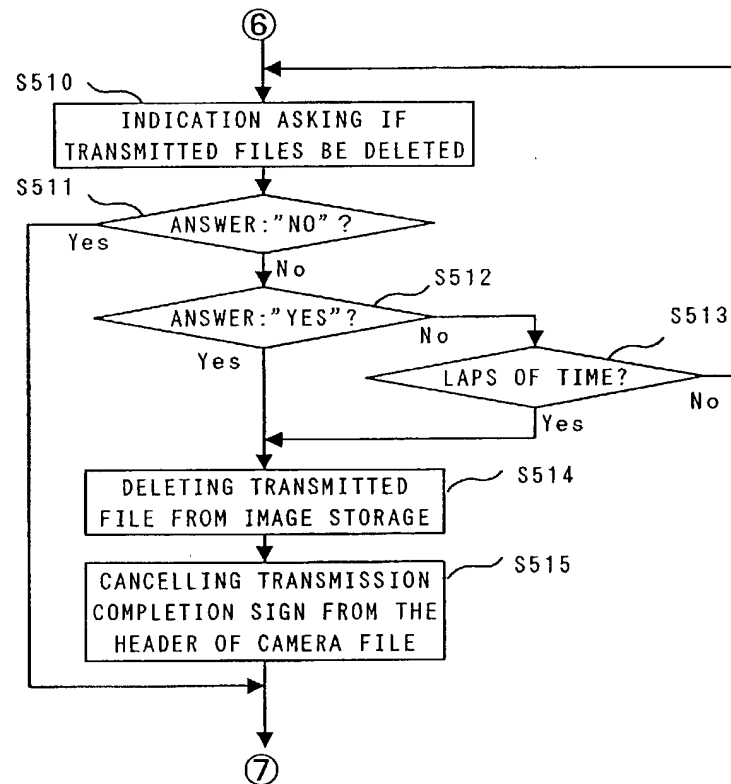 ⑥
S510
INDICATION ASKING IF
TRANSMITTED FILES BE DELETED
S511
ANSWER:"NO"?
Yes
No
S512
ANSWER:"YES"?
No
S513
Yes
LAPS OF TIME?
No
Yes
DELETING TRANSMITTED
FILE FROM IMAGE STORAGE
S514
CANCELLING TRANSMISSION
COMPLETION SIGN FROM THE
HEADER OF CAMERA FILE
S515
⑦